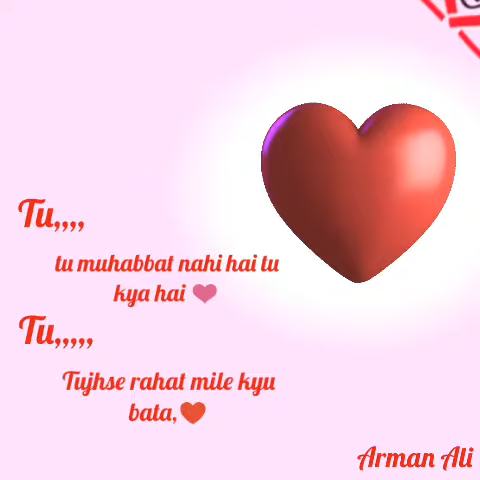 Tu,,,,
tu muhabbat nahi hai tu
kya hai 💗
Tu,,,,,
Tujhse rahat mile kyu
bata,🧡
Arman Ali